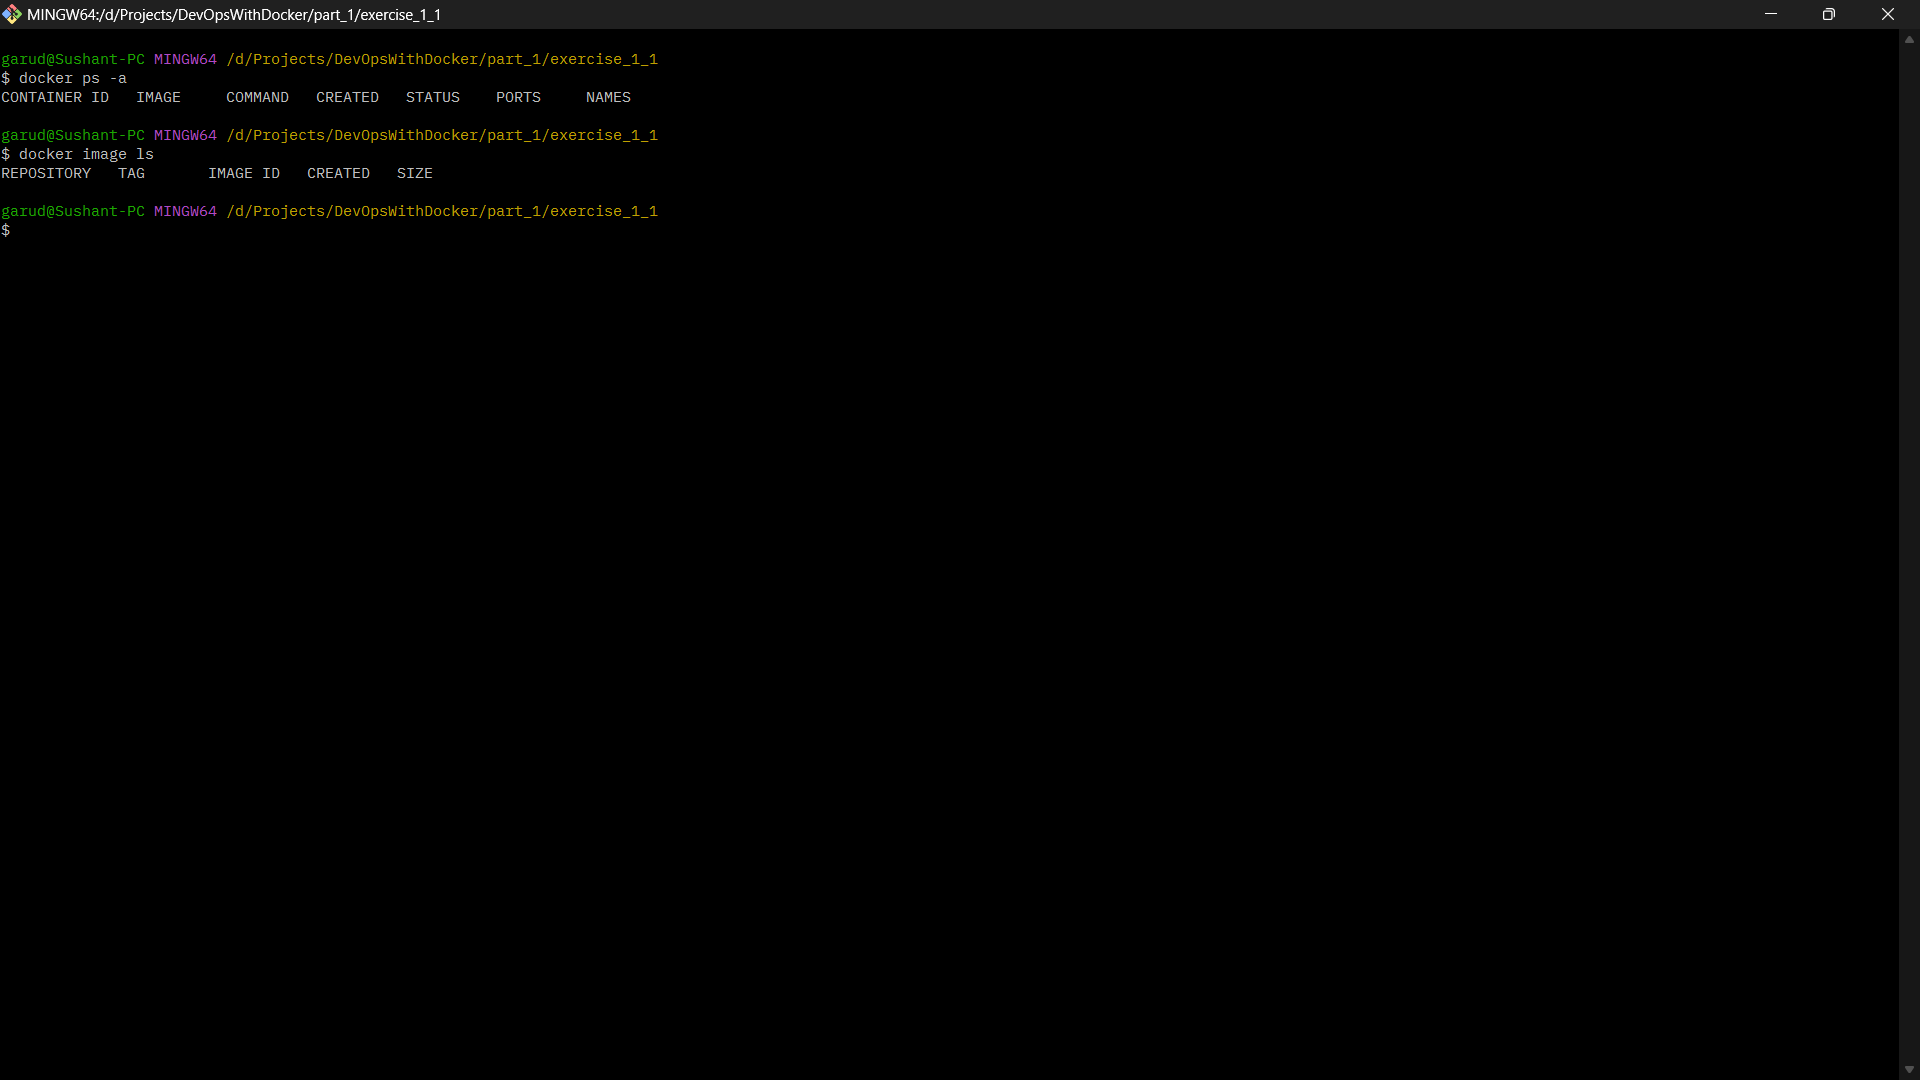 MINGW64:/d/Projects/DevOpsWithDocker/part_1/exercise_1_1
garud@Sushant-PC MINGW64 /d/Projects/DevOpsWithDocker/part_1/exercise_1_1
$ docker ps -a
CONTAINER ID   IMAGE     COMMAND   CREATED   STATUS    PORTS     NAMES
garud@Sushant-PC MINGW64 /d/Projects/DevOpsWithDocker/part_1/exercise_1_1
$ docker image ls
REPOSITORY   TAG       IMAGE ID   CREATED   SIZE
garud@Sushant-PC MINGW64 /d/Projects/DevOpsWithDocker/part_1/exercise_1_1
$